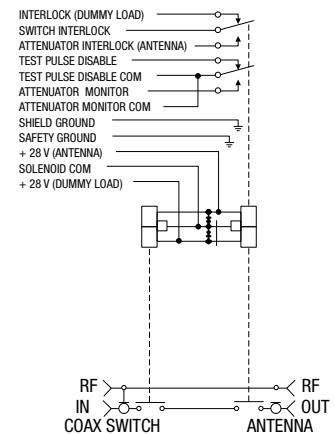 INTERLOCK (DUMMY LOAD)
SWITCH INTERLOCK
ATTENUATOR INTERLOCK (ANTENNA)
TEST PULSE DISABLE
TEST PULSE DISABLE COM
ATTENUATOR MONITOR
ATTENUATOR MONITOR COM
SHIELD GROUND
SAFETY GROUND
+ 28 V (ANTENNA)
SOLENOID COM
+ 28 V (DUMMY LOAD)
RF RF
IN OUT
COAX SWITCH ANTENNA